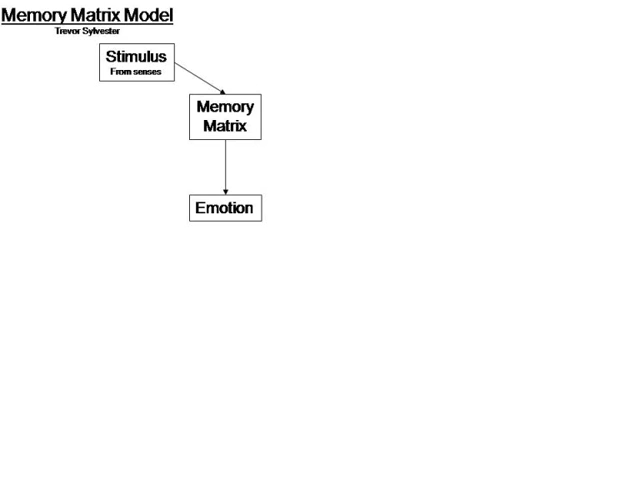 Memory Matrix Model
Trevor Sylvester
Stimulus
From senses
Memory
Matrix
Emotion